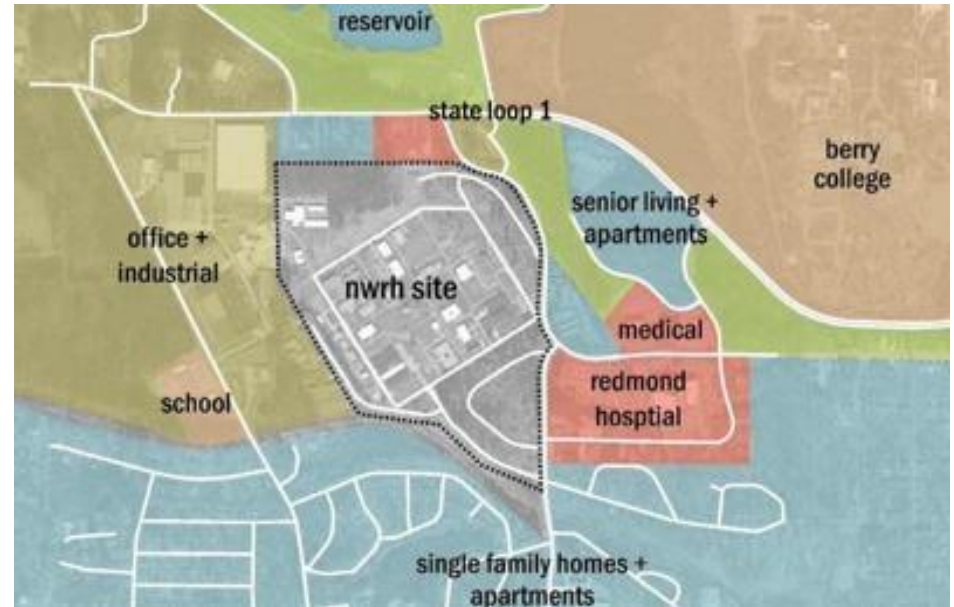 reservoir
state loop 1
berry
college
senior living +
apartments
office +
industrial
nwrh site
medical
redmond
hosptial
school
single family homes +
apartments